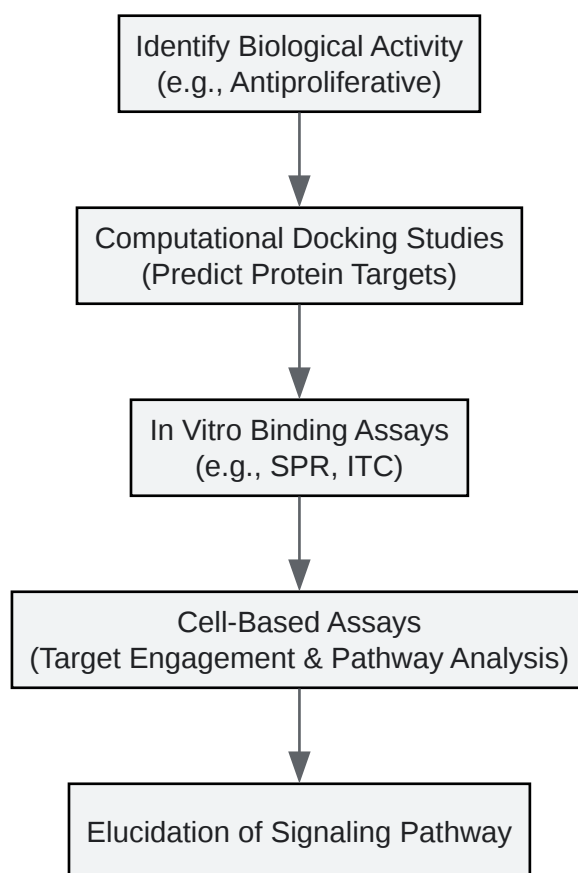 Identify Biological Activity
(e.g., Antiproliferative)
Computational Docking Studies
(Predict Protein Targets)
In Vitro Binding Assays
(e.g., SPR, ITC)
Cell-Based Assays
(Target Engagement & Pathway Analysis)
Elucidation of Signaling Pathway